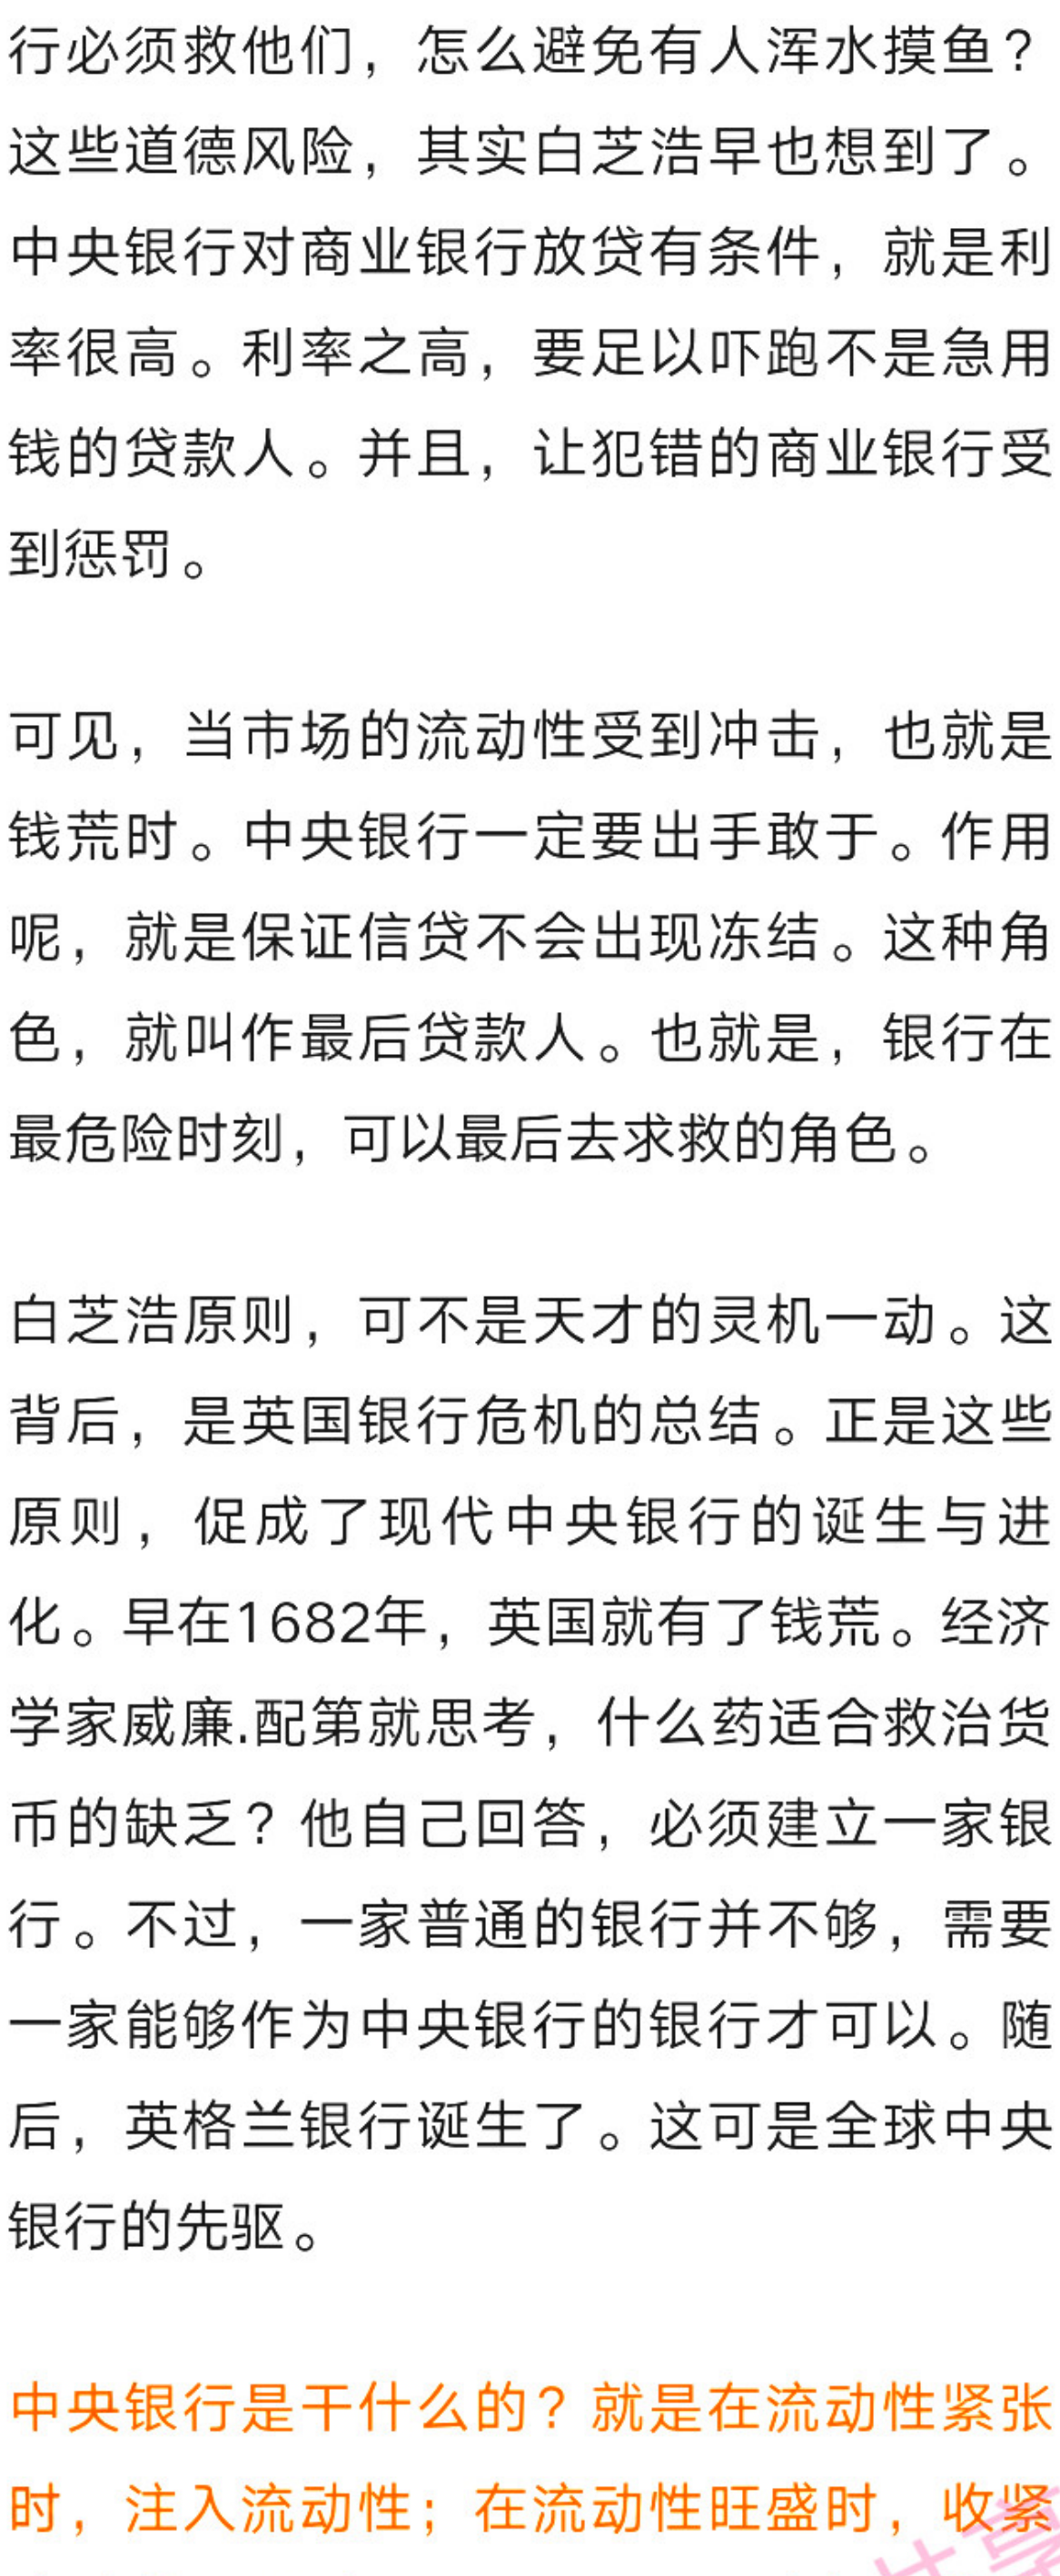 行必须救他们，怎么避免有人浑水摸鱼？
这些道德风险，其实白芝浩早也想到了。
中央银行对商业银行放贷有条件，就是利
率很高。利率之高，要足以吓跑不是急用
钱的贷款人。并且，让犯错的商业银行受
到惩罚。
可见，当市场的流动性受到冲击，也就是
钱荒时。中央银行一定要出手敢于。作用
呢，就是保证信贷不会出现冻结。这种角
色，就叫作最后贷款人。也就是，银行在
最危险时刻，可以最后去求救的角色。
白芝浩原则，可不是天才的灵机一动。这
背后，是英国银行危机的总结。正是这些
原则，促成了现代中央银行的诞生与进
化。早在1682年，英国就有了钱荒。经济
学家威廉.配第就思考，什么药适合救治货
币的缺乏？他自己回答，必须建立一家银
行。不过，一家普通的银行并不够，需要
一家能够作为中央银行的银行才可以。随
后，英格兰银行诞生了。这可是全球中央
银行的先驱。
中央银行是干什么的？就是在流动性紧张
时，注入流动性；在流动性旺盛时，收紧